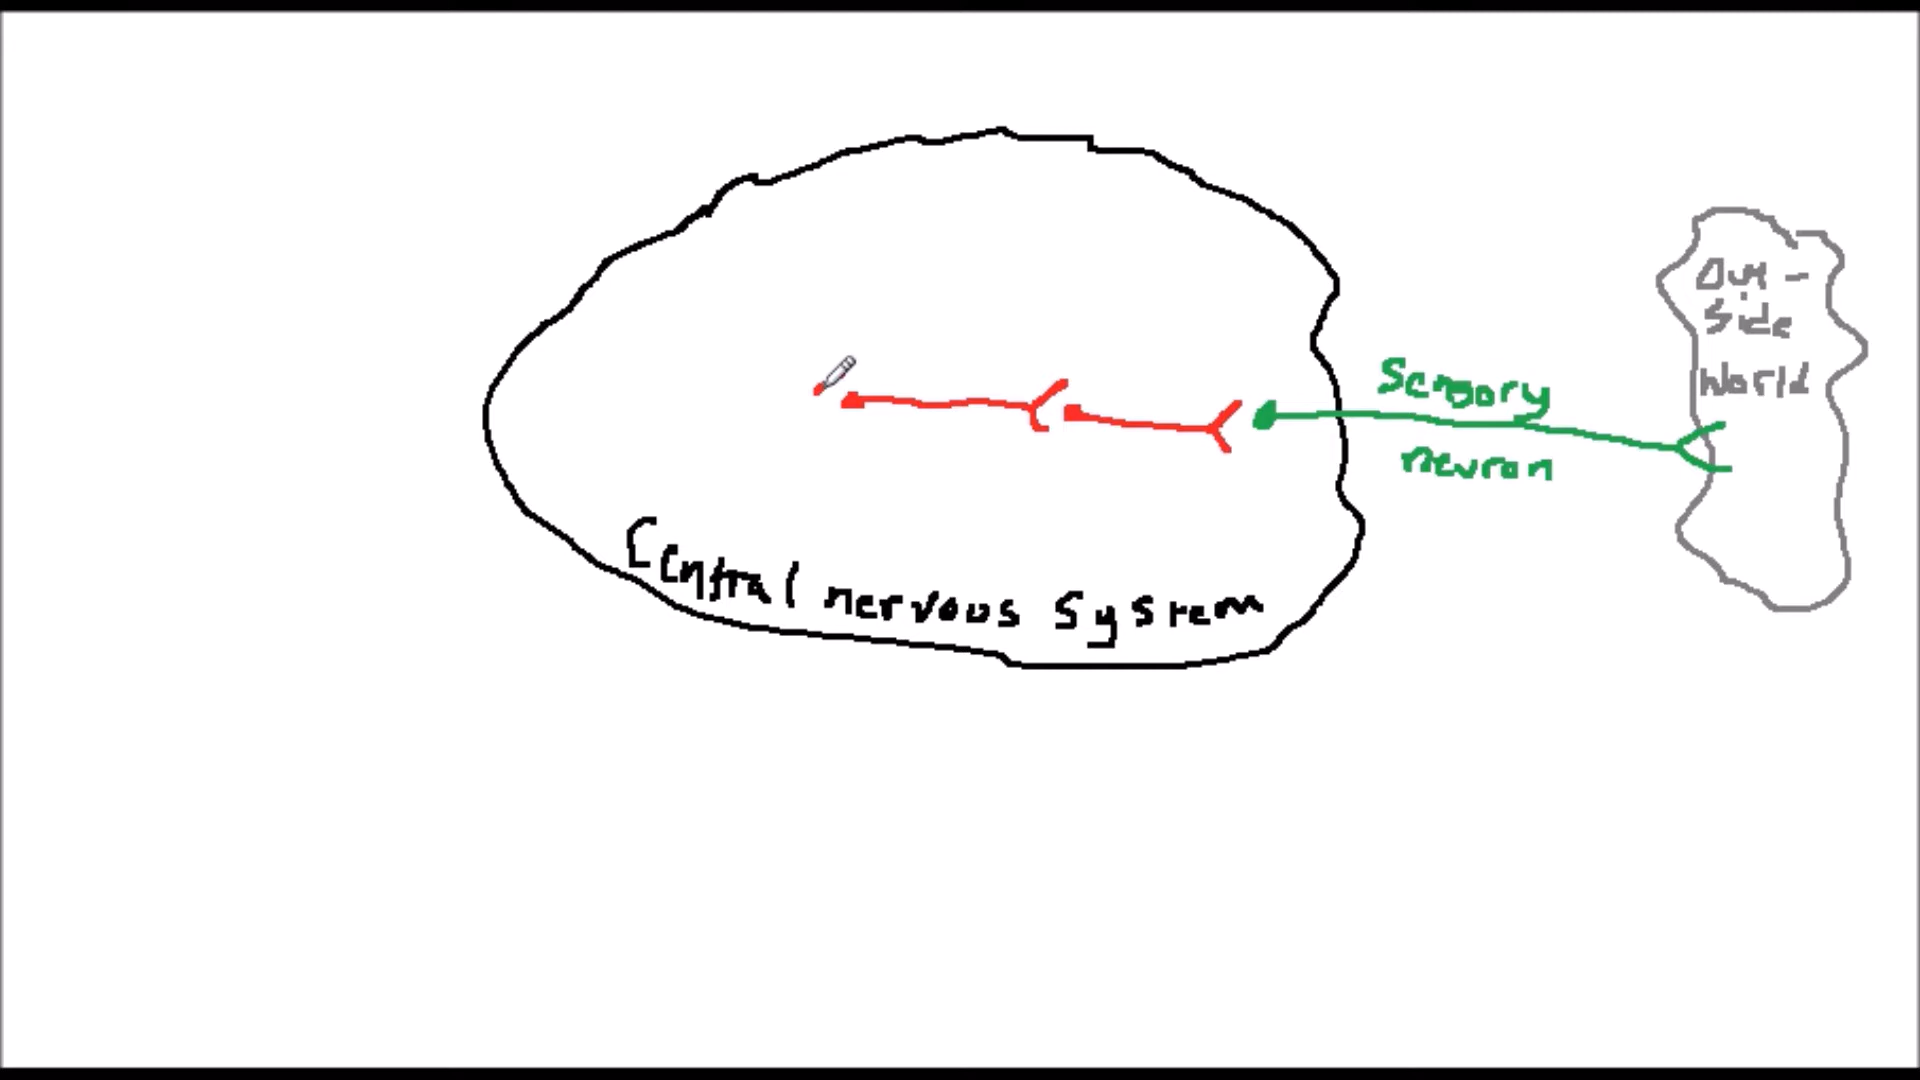 Out-
side
World
Sensory
neuron
Central nervous System